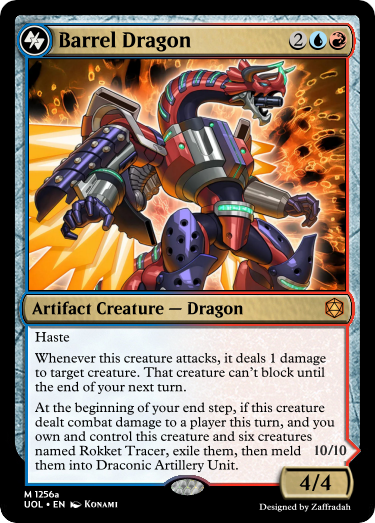 Barrel Dragon 2
Artifact Creature — Dragon
Haste
Whenever this creature attacks, it deals 1 damage
to target creature. That creature can't block until
the end of your next turn.
At the beginning of your end step, if this creature
dealt combat damage to a player this turn, and you
own and control this creature and six creatures
named Rokket Tracer, exile them, then meld
them into Draconic Artillery Unit.
10/10
4/4
M 1256a
UOL • EN Konami
Designed by Zaffradah